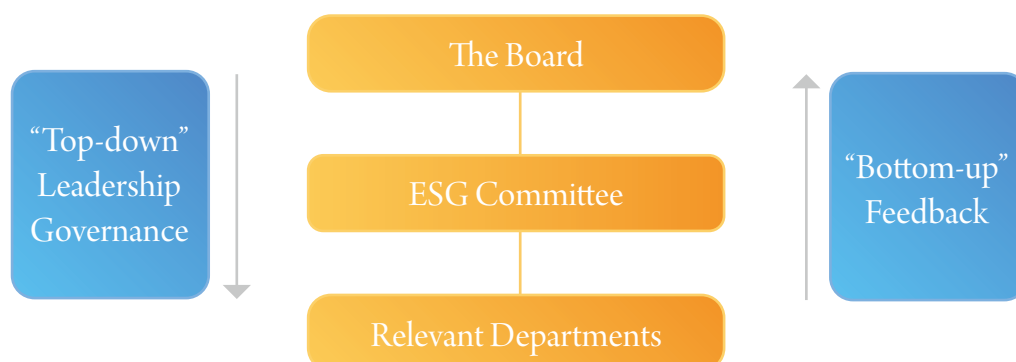 The Board
“Top-down”
Leadership
Governance
ESG Committee
“Bottom-up”
Feedback
Relevant Departments